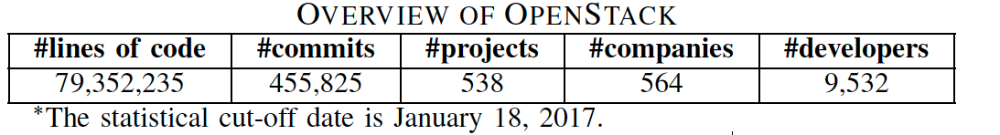 OVERVIEW OF OPENSTACK
#lines of code #commits #projects #companies #developers
79,352,235 455,825 538 564 9,532
*The statistical cut-off date is January 18, 2017.